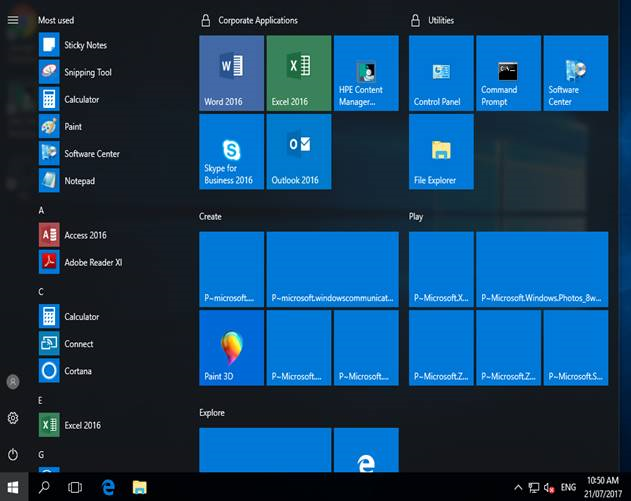 Most used
Sticky Notes
Snipping Tool
Calculator
Paint
Software Center
Notepad
A
Access 2016
Adobe Reader XI
C
Calculator
Connect
Cortana
E
Excel 2016
G
Corporate Applications
Word 2016
Excel 2016
HPE Content
Manager...
Skype for
Business 2016
Outlook 2016
Utilities
Control Panel
Command
Prompt
Software
Center
File Explorer
Create
P~microsoft....
P~microsoft.windowscommunicat...
Paint 3D
P~Microsoft....
P~Microsoft....
Play
P~Microsoft.X...
P~Microsoft.Windows.Photos_8w...
P~Microsoft.Z...
P~Microsoft.Z...
P~Microsoft.S...
Explore
ENG
10:50 AM
21/07/2017